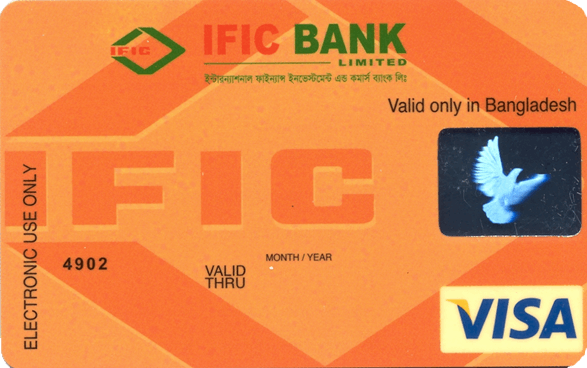 IFIC
IFIC BANK
LIMITED
ইন্টারন্যাশনাল ফাইন্যান্স ইনভেস্টমেন্ট এন্ড কমার্স ব্যাংক লিঃ
Valid only in Bangladesh
IFIC
ELECTRONIC USE ONLY
4902
MONTH / YEAR
VALID
THRU
VISA